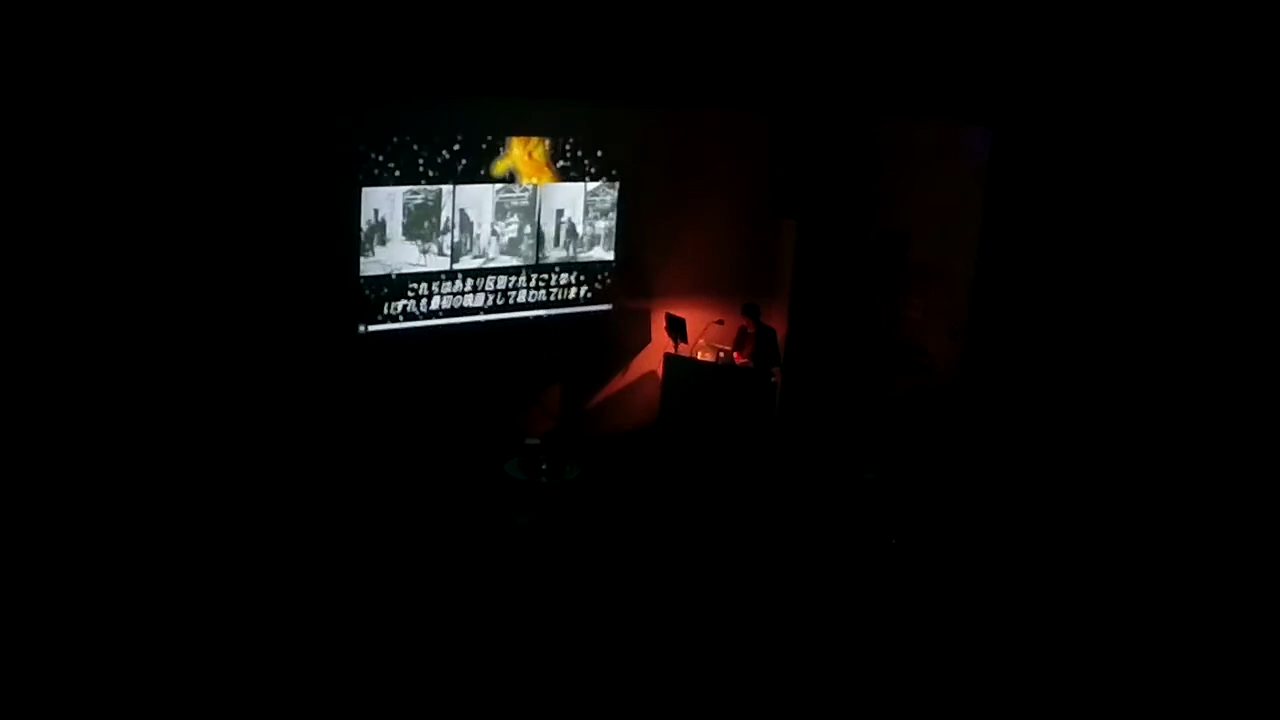 これらはあまり区別されることなく
いずれも最初の映画として思われています。